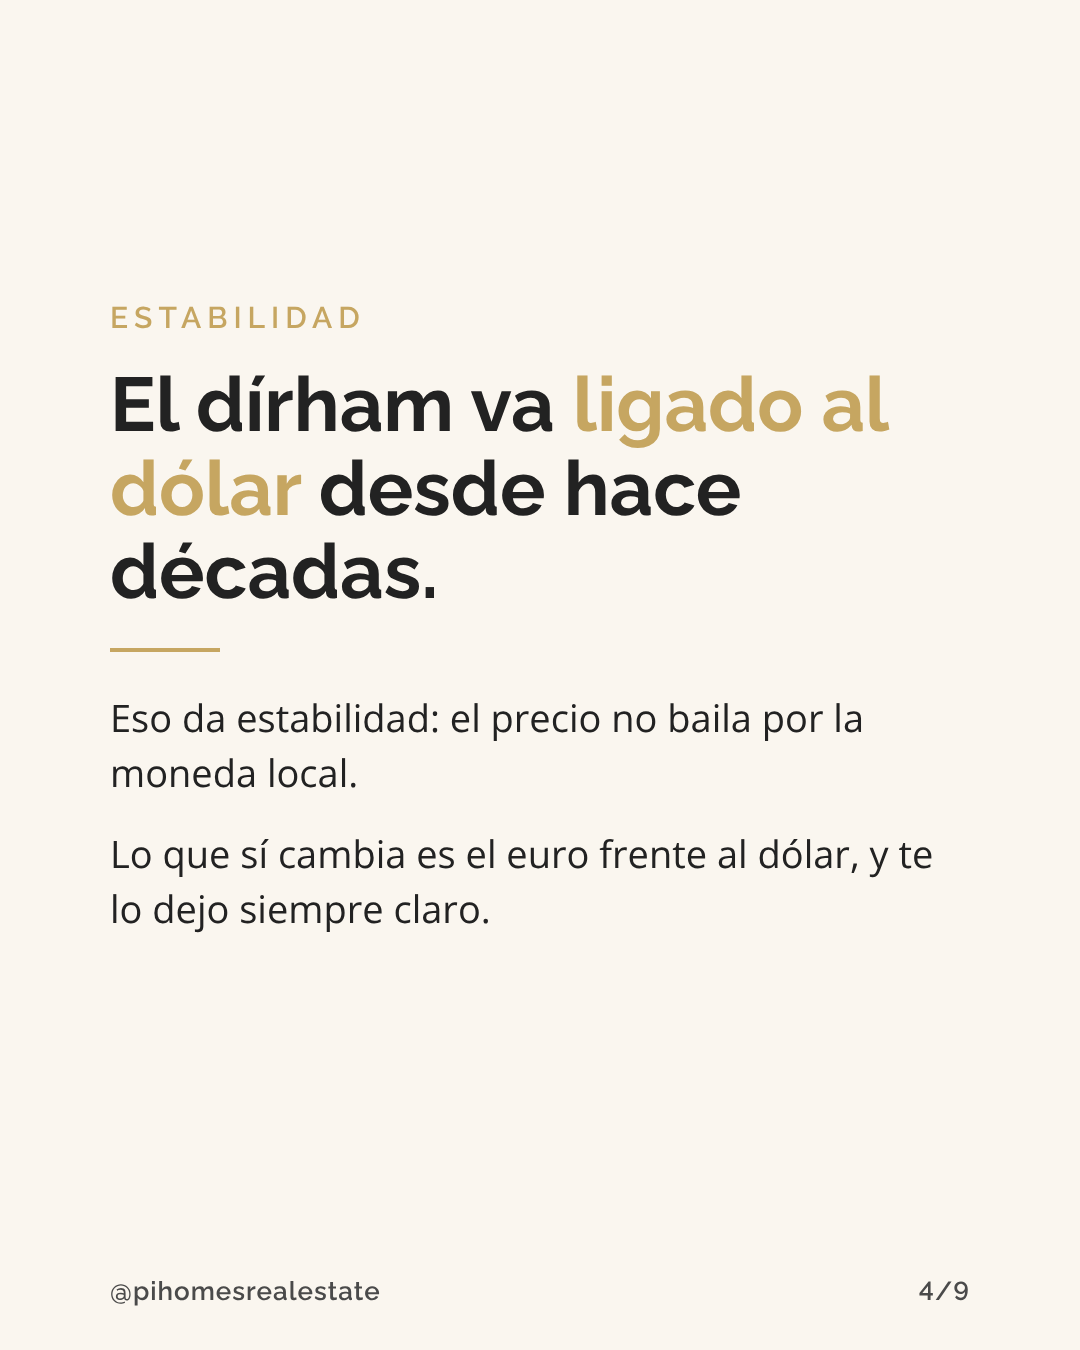 ESTABILIDAD
El dírham va ligado al
dólar desde hace
décadas.
Eso da estabilidad: el precio no baila por la
moneda local.
Lo que sí cambia es el euro frente al dólar, y te
lo dejo siempre claro.
@pihomesrealestate
4/9